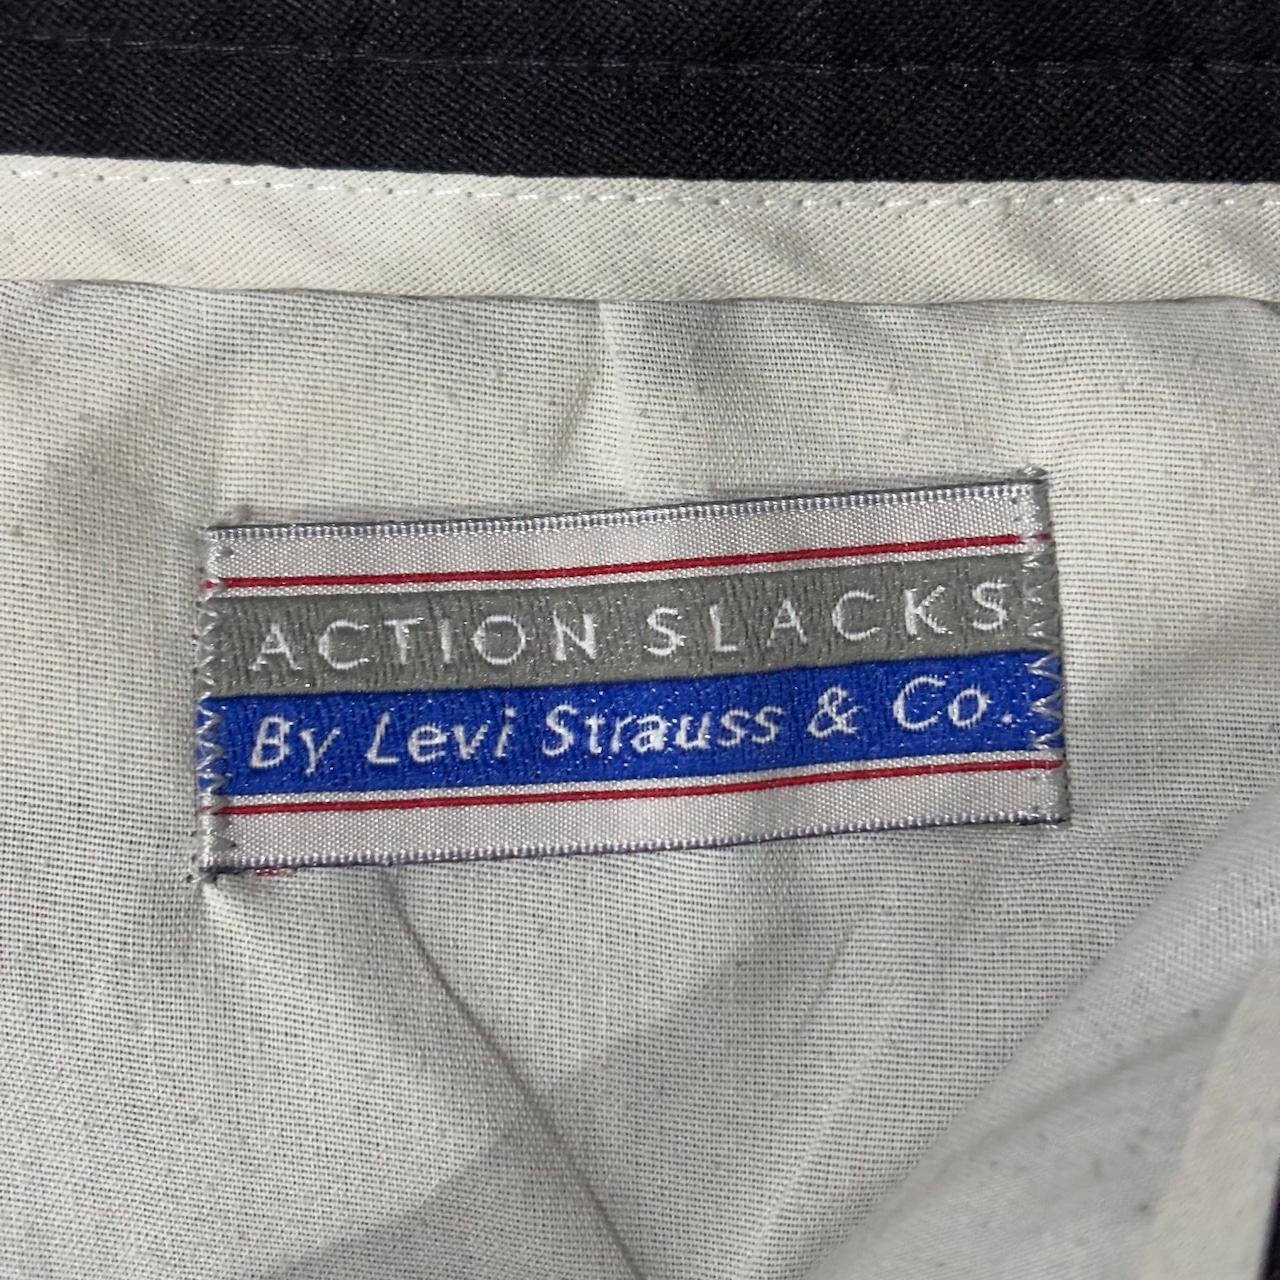 ACTION SLACKS
By Levi Strauss & Co.